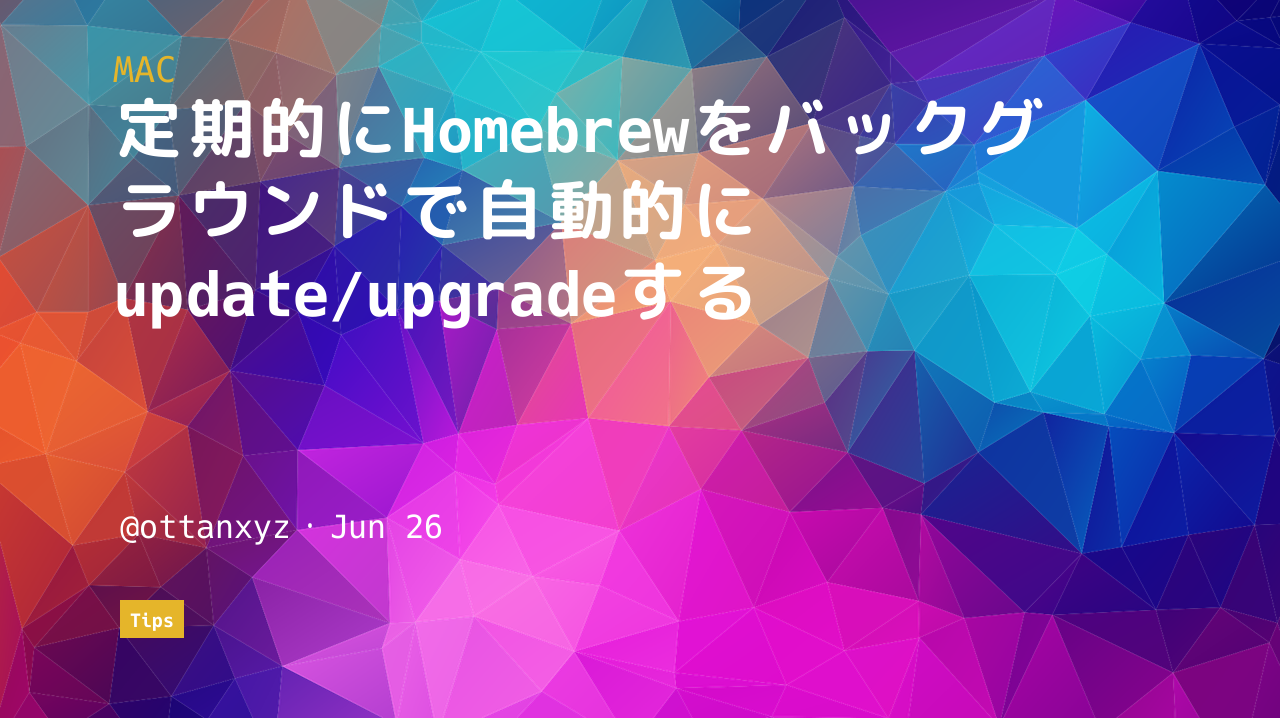 MAC
定期的にHomebrewをバックグ
ラウンドで自動的に
update/upgradeする
@ottanxyz · Jun 26
Tips